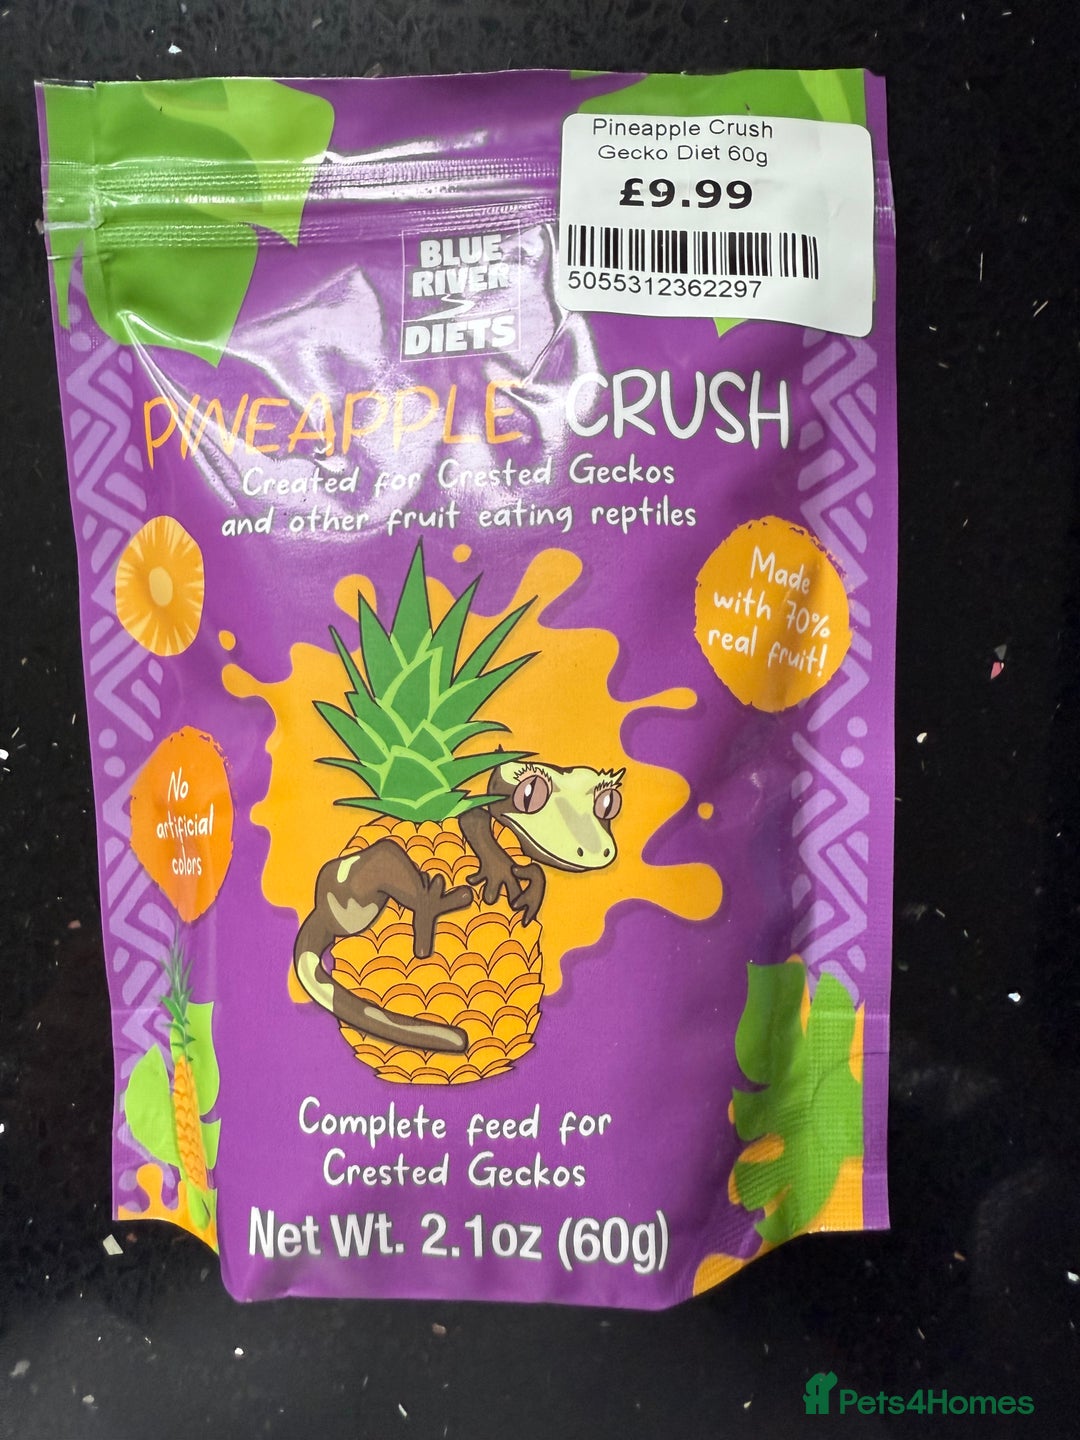 Pineapple Crush
Gecko Diet 60g
£9.99
5055312362297
BLUE
RIVER
DIETS
PINEAPPLE CRUSH
Created for Crested Geckos
and other fruit eating reptiles
Made
with 70%
real fruit!
No
artificial
colors
Complete feed for
Crested Geckos
Net Wt. 2.1oz (60g)
Pets4Homes